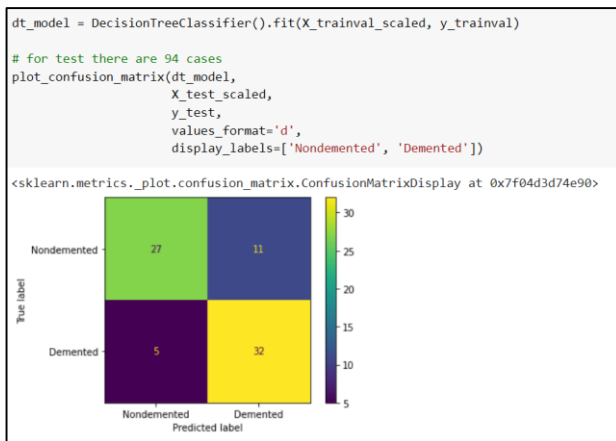 dt_model = DecisionTreeClassifier().fit(X_trainval_scaled, y_trainval)
# for test there are 94 cases
plot_confusion_matrix(dt_model,
X_test_scaled,
y_test,
values_format='d',
display_labels=['Nondemented', 'Demented'])
<sklearn.metrics._plot.confusion_matrix.ConfusionMatrixDisplay at 0x7f04d3d74e90>
Nondemented
27
11
Demented
5
32
True label
Nondemented
Demented
Predicted label
30
25
20
15
10
5